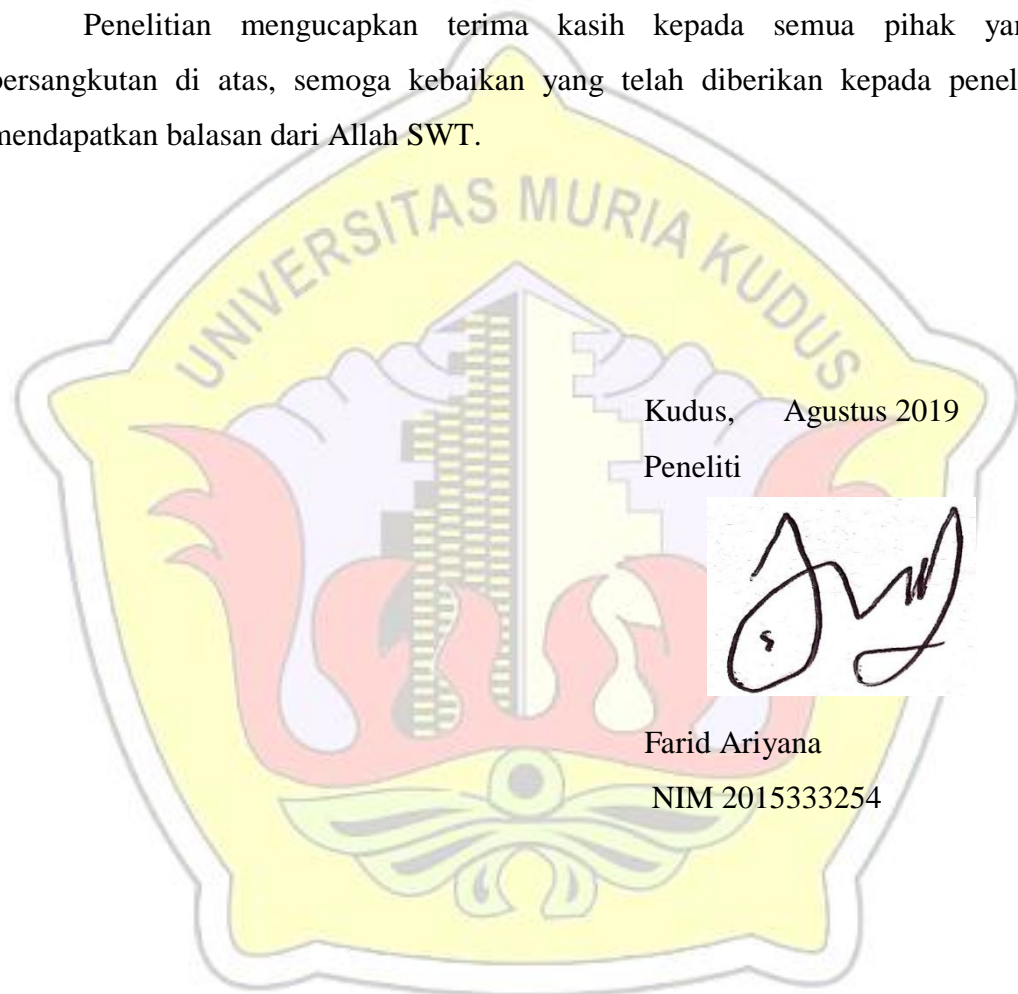 Penelitian mengucapkan terima kasih kepada semua pihak yan
bersangkutan di atas, semoga kebaikan yang telah diberikan kepada penel
mendapatkan balasan dari Allah SWT.
UNIVERSITAS MURIA KUDUS
Kudus, Agustus 2019
Peneliti
Farid Ariyana
NIM 2015333254